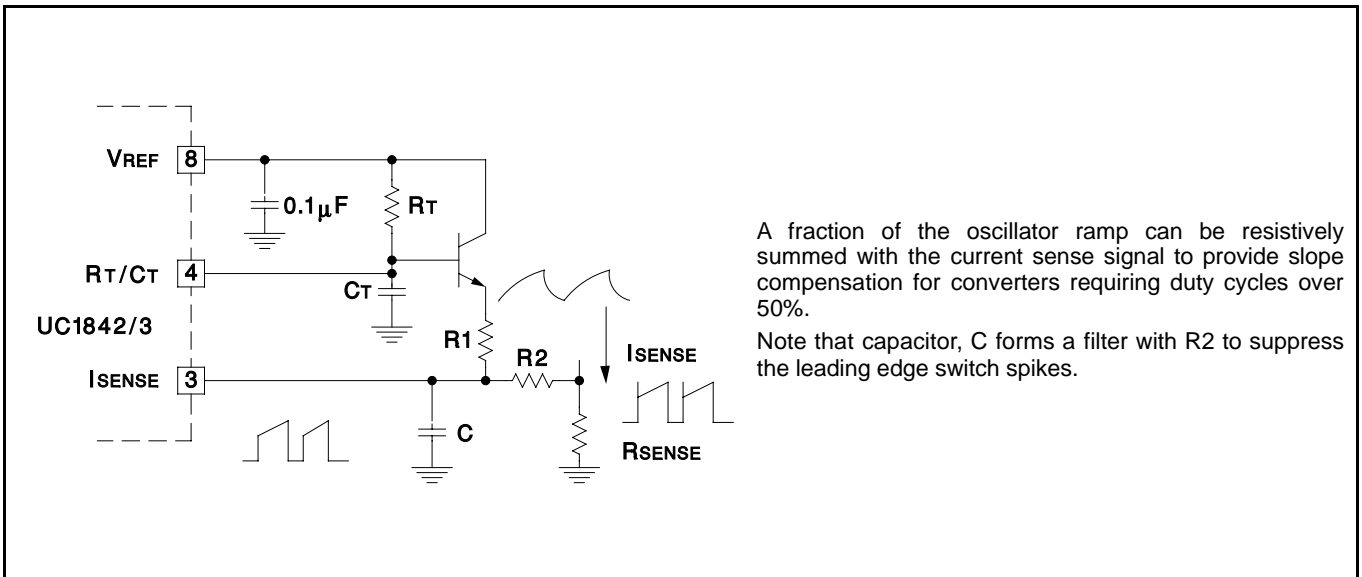 VREF 8
0.1µF
RT
RT/CT 4
CT
UC1842/3
R1
R2
ISENSE
ISENSE 3
C
RSENSE
A fraction of the oscillator ramp can be resistively
summed with the current sense signal to provide slope
compensation for converters requiring duty cycles over
50%.
Note that capacitor, C forms a filter with R2 to suppress
the leading edge switch spikes.